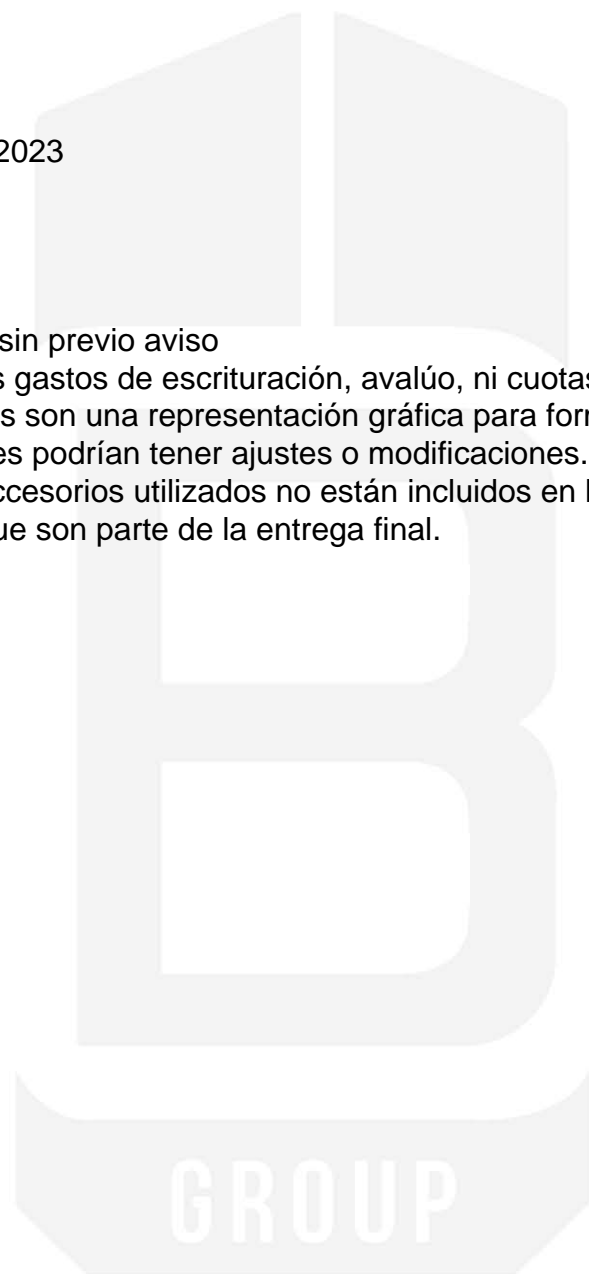 2023
sin previo aviso
s gastos de escrituración, avalúo, ni cuotas
s son una representación gráfica para for
es podrían tener ajustes o modificaciones.
ccesorios utilizados no están incluidos en l
ue son parte de la entrega final.
B
GROUP